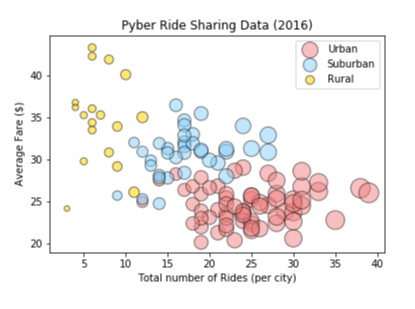 Pyber Ride Sharing Data (2016)
Urban
Suburban
Rural
Average Fare ($)
40
35
30
25
20
5 10 15 20 25 30 35 40
Total number of Rides (per city)